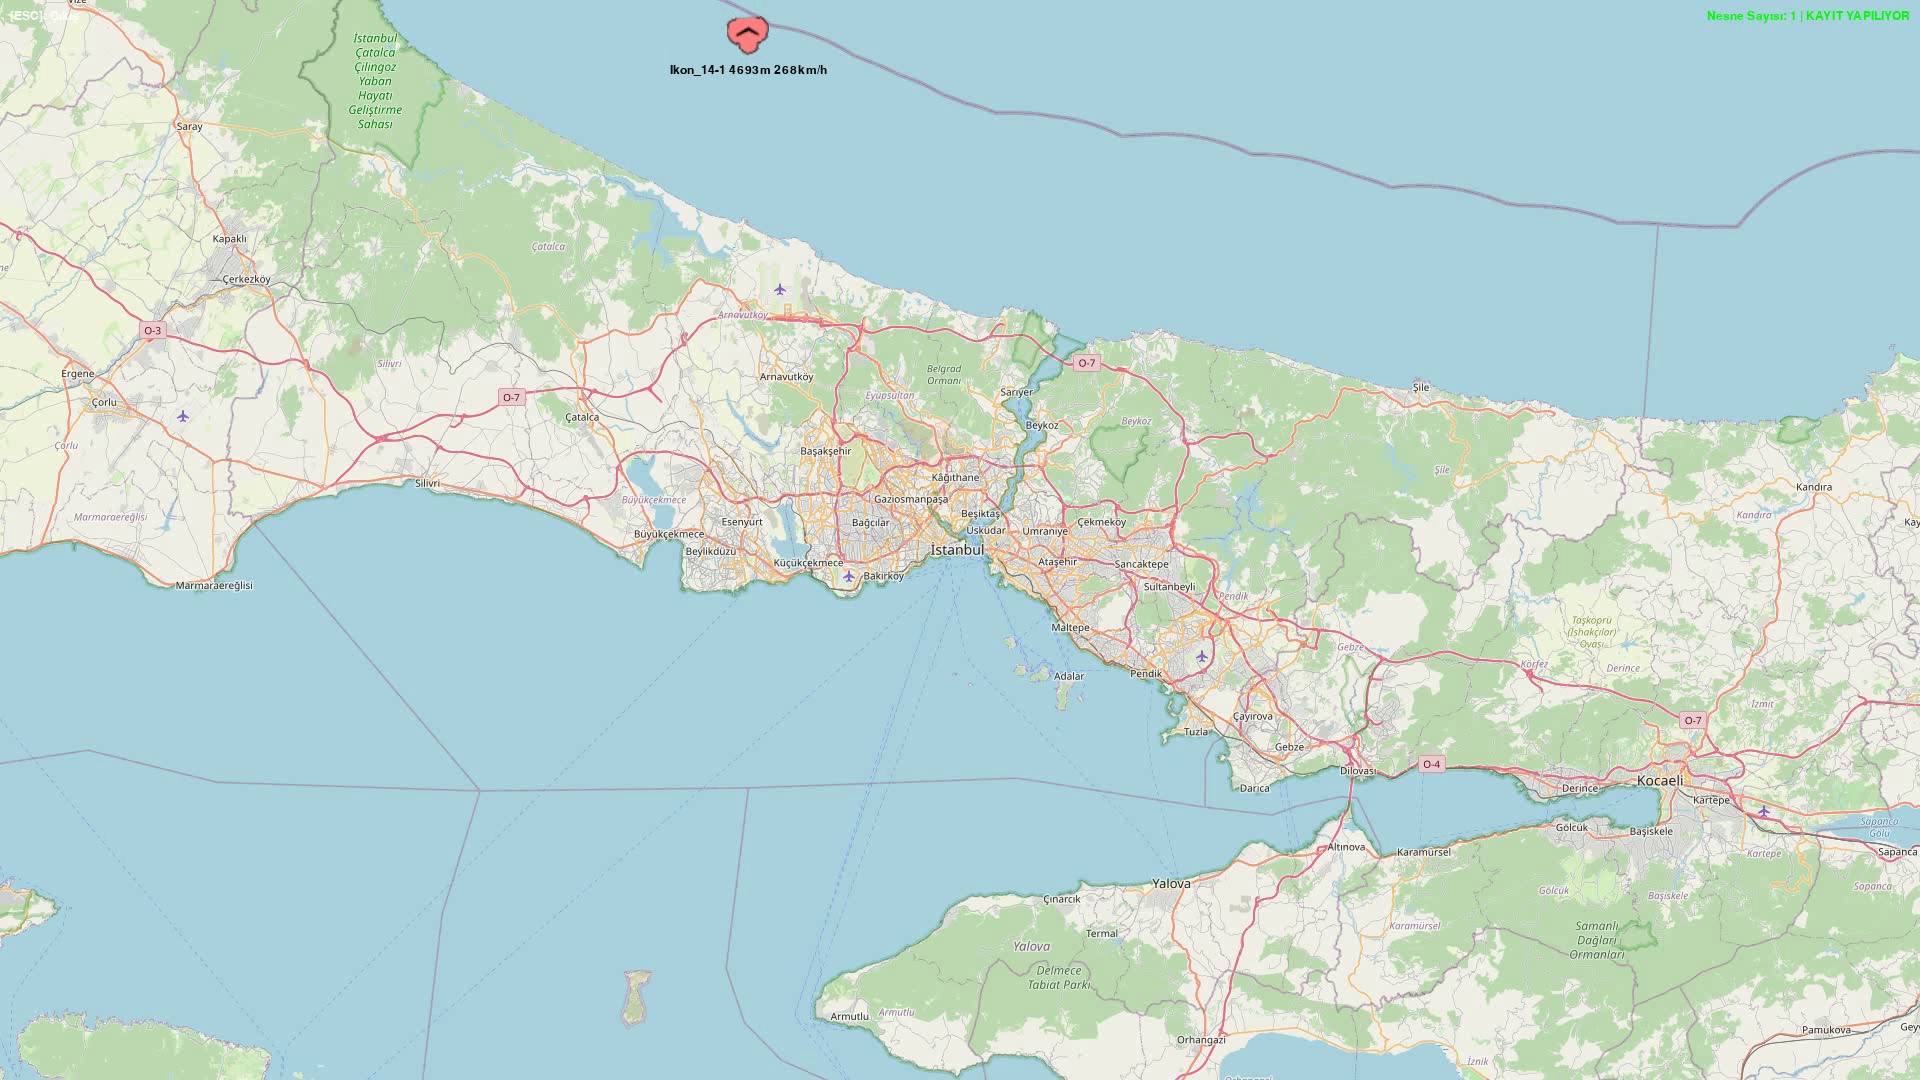 [ESC]: Çıkış
Nesne Sayısı: 1 | KAYIT YAPILIYOR
Vize
İstanbul
Çatalca
Çilingoz
Yaban
Hayatı
Geliştirme
Sahası
Ikon_14-1 4693m 268km/h
Saray
Kapaklı
Çatalca
Çerkezköy
Arnavutköy
O-3
Silivri
O-7
Ergene
Arnavutköy
Belgrad
Ormanı
Sarıyer
Şile
O-7
Çorlu
Eyüpsultan
Çatalca
Beykoz
Beykoz
Çorlu
Başakşehir
Şile
Silivri
Kâğıthane
Kandıra
Büyükçekmece
Gaziosmanpaşa
Kandıra
Marmaraereğlisi
Esenyurt
Bağcılar
Beşiktaş
Çekmeköy
Büyükçekmece
Üsküdar
Ümraniye
Beylikdüzü
İstanbul
Küçükçekmece
Ataşehir
Sancaktepe
Bakırköy
Marmaraereğlisi
Sultanbeyli
Pendik
Maltepe
Taşköprü
(İshakçılar)
Ovası
Gebze
Körfez
Derince
Adalar
Pendik
İzmit
Çayırova
O-7
Tuzla
Gebze
Dilovası
O-4
Kocaeli
Darıca
Derince
Kartepe
Gölcük
Başiskele
Sapanca
Gölü
Altınova
Karamürsel
Kartepe
Sapanca
Yalova
Gölcük
Başiskele
Sapanca
Çınarcık
Termal
Karamürsel
Samanlı
Dağları
Ormanları
Yalova
Delmece
Tabiat Parkı
Armutlu
Armutlu
Pamukova
Orhangazi
İznik